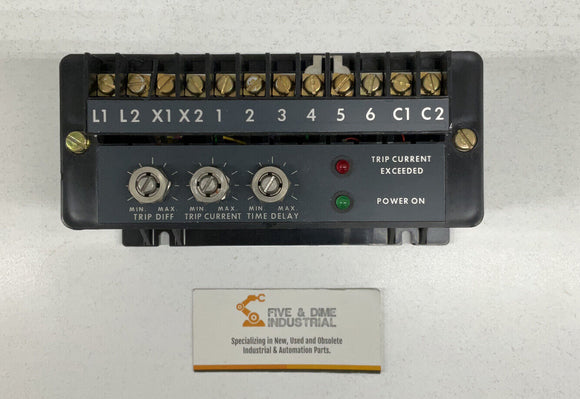 L1 L2 X1 X2 1 2 3 4 5 6 C1 C2
TRIP CURRENT
EXCEEDED
POWER ON
MIN MAX MIN MAX MIN MAX
TRIP DIFF TRIP CURRENT TIME DELAY
FIVE & DIME
INDUSTRIAL
Specializing in New, Used and Obsolete
Industrial & Automation Parts.